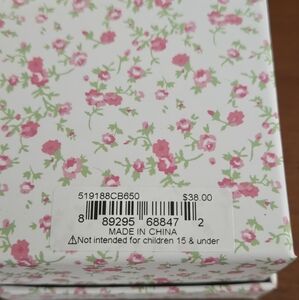 519188CB650 $38.00
8 89295 68847 2
MADE IN CHINA
⚠Not intended for children 15 & under